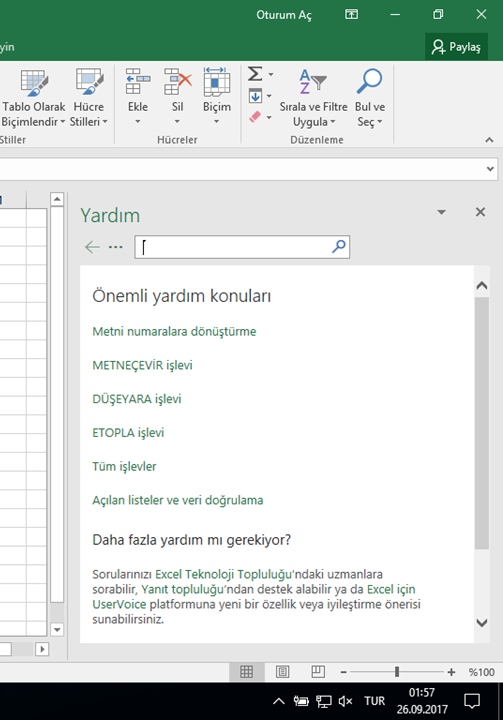 Oturum Aç
yin
Paylaş
Tablo Olarak Biçimlendir
Hücre Stilleri
Ekle
Sil
Biçim
Sırala ve Filtre Uygula
Bul ve Seç
Stiller
Hücreler
Düzenleme
Yardım
Önemli yardım konuları
Metni numaralara dönüştürme
METNEÇEVİR işlevi
DÜŞEYARA işlevi
ETOPLA işlevi
Tüm işlevler
Açılan listeler ve veri doğrulama
Daha fazla yardım mı gerekiyor?
Sorularınızı Excel Teknoloji Topluluğu'ndaki uzmanlara
sorabilir, Yanıt topluluğu'ndan destek alabilir ya da Excel için
UserVoice platformuna yeni bir özellik veya iyileştirme önerisi
sunabilirsiniz.
%100
TUR
01:57
26.09.2017